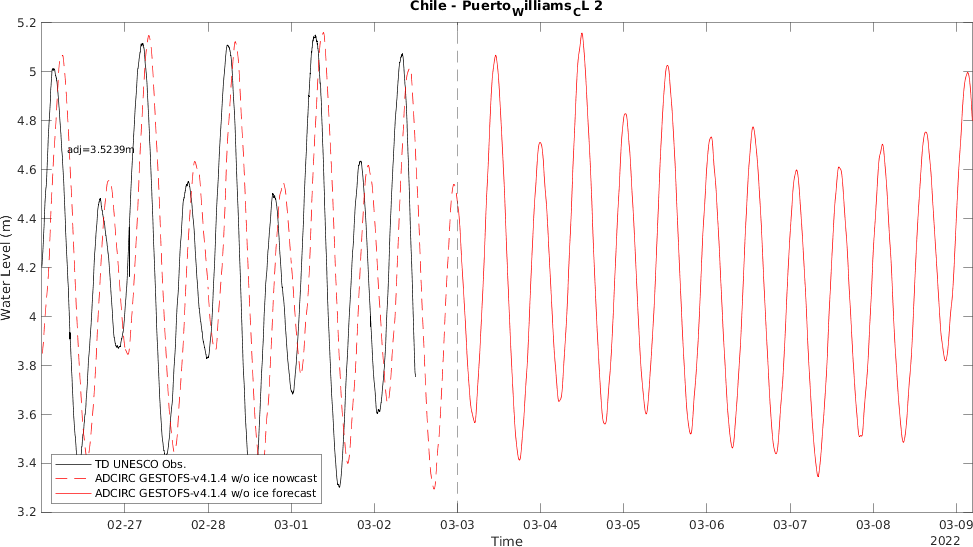 Chile - PuertoWilliamsCL 2
5.2
5
4.8
4.6
4.4
4.2
4
3.8
3.6
3.4
3.2
Water Level (m)
adj=3.5239m
TD UNESCO Obs.
ADCIRC GESTOFS-v4.1.4 w/o ice nowcast
ADCIRC GESTOFS-v4.1.4 w/o ice forecast
02-27 02-28 03-01 03-02 03-03 03-04 03-05 03-06 03-07 03-08 03-09
Time
2022